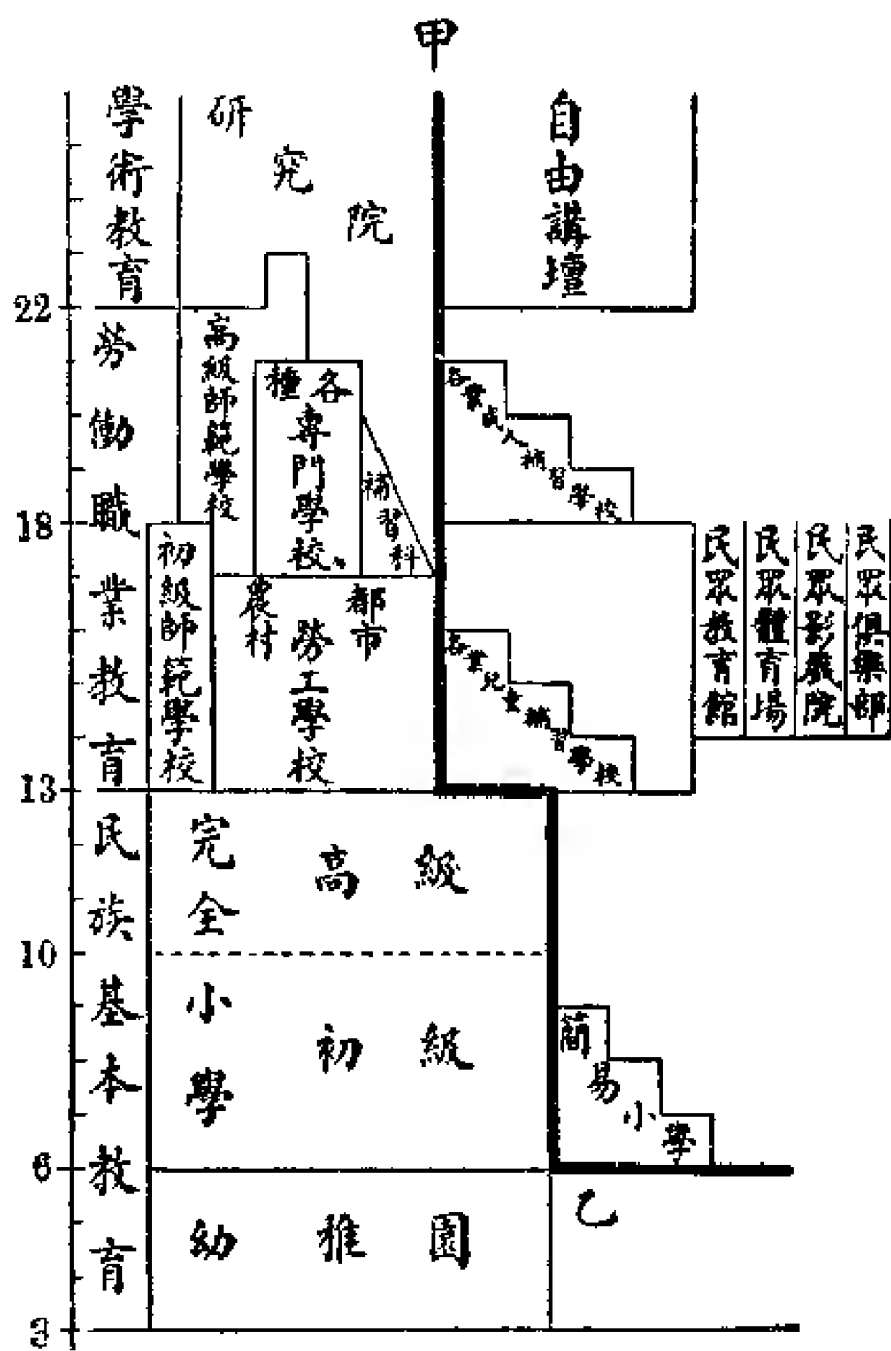 甲
學術教育
研究院
自由講壇
22
勞働職業教育
高級師範學校
各種專門學校、
補習科
各業成人補習學校
18
初級師範學校
農村
都市
勞工學校
各業兒童補習學校
民眾教育館
民眾體育場
民眾影戲院
民眾俱樂部
13
民族基本教育
完全小學
高級
10
初級
簡易小學
6
乙
幼稚園
3